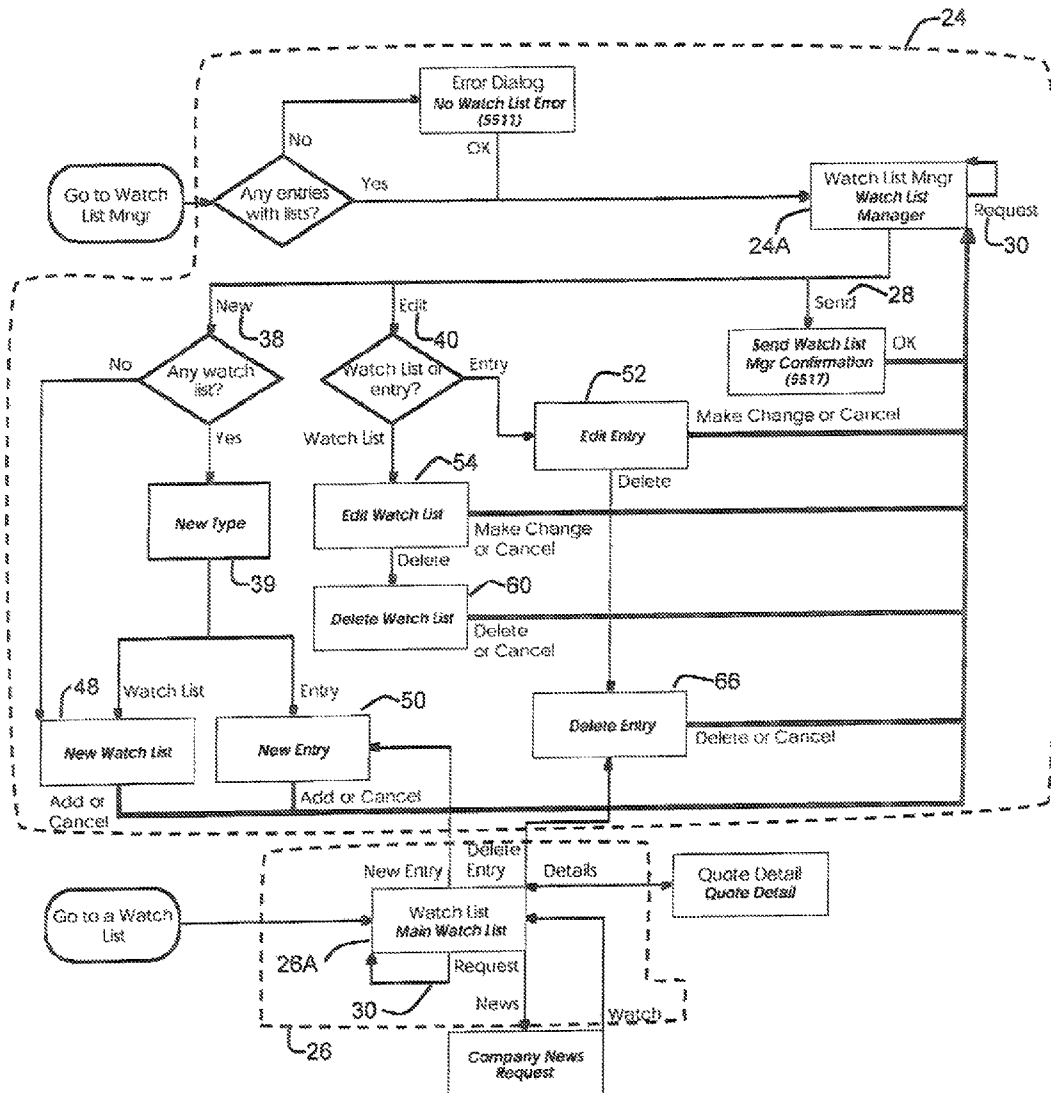 24
Error Dialog
No Watch List Error
(5511)
No
OK
Go to Watch
List Mngr
Any entries
with lists?
Yes
Watch List Mngr
Watch List
Manager
24A
Request
30
New
38
Edit
40
Send
28
No
Any watch
list?
Watch List or
entry?
Entry
52
Send Watch List
Mgr Confirmation
(5517)
OK
Yes
Watch List
54
Edit Entry
Make Change or Cancel
Delete
New Type
39
Edit Watch List
Make Change
or Cancel
Delete
60
Delete Watch List
Delete
or Cancel
48
Watch List
Entry
50
66
New Watch List
New Entry
Delete Entry
Delete or Cancel
Add or
Cancel
Add or Cancel
New Entry
Delete
Entry
Details
Quote Detail
Quote Detail
Go to a Watch
List
Watch List
Main Watch List
26A
Request
30
News
Watch
26
Company News
Request